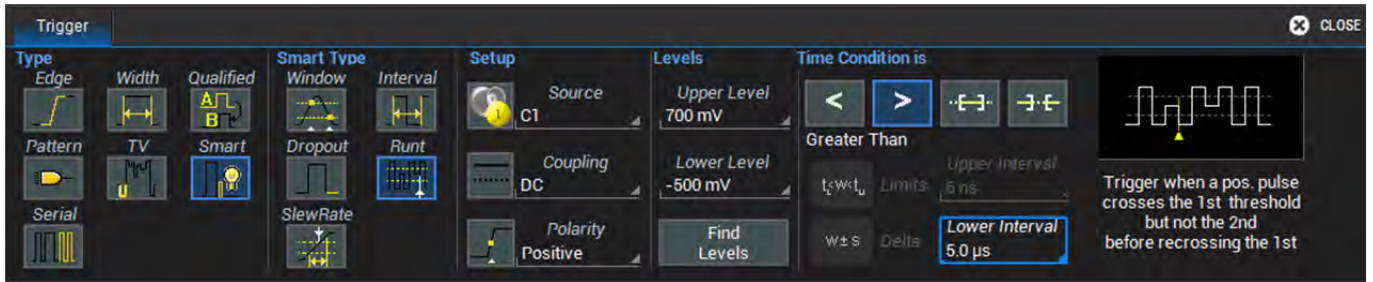 Trigger
CLOSE
Type
Edge
Width
Qualified
A
B
Pattern
TV
Smart
U
Serial
Smart Type
Window
Interval
Dropout
Runt
SlewRate
Setup
1
Source
C1
Coupling
DC
Polarity
Positive
Levels
Upper Level
700 mV
Lower Level
-500 mV
Find
Levels
Time Condition is
<
>
Greater Than
tL<w<tu
Limits
Upper Interval
6 ns
w±s
Delta
Lower Interval
5.0 µs
Trigger when a pos. pulse
crosses the 1st threshold
but not the 2nd
before recrossing the 1st